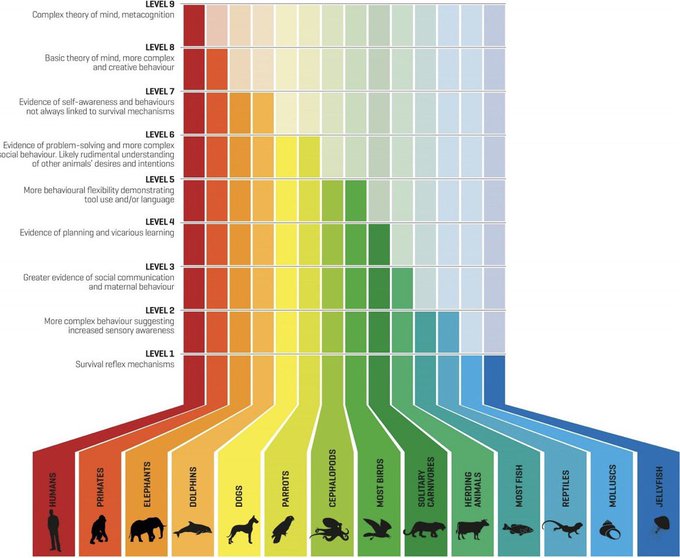 LEVEL 9
Complex theory of mind, metacognition
LEVEL 8
Basic theory of mind, more complex
and creative behaviour
LEVEL 7
Evidence of self-awareness and behaviours
not always linked to survival mechanisms
LEVEL 6
Evidence of problem-solving and more complex
social behaviour. Likely rudimental understanding
of other animals' desires and intentions
LEVEL 5
More behavioural flexibility demonstrating
tool use and/or language
LEVEL 4
Evidence of planning and vicarious learning
LEVEL 3
Greater evidence of social communication
and maternal behaviour
LEVEL 2
More complex behaviour suggesting
increased sensory awareness
LEVEL 1
Survival reflex mechanisms
HUMANS
PRIMATES
ELEPHANTS
DOLPHINS
DOGS
PARROTS
CEPHALOPODS
MOST BIRDS
SOLITARY
CARNIVORES
HERDING
ANIMALS
MOST FISH
REPTILES
MOLLUSCS
JELLYFISH